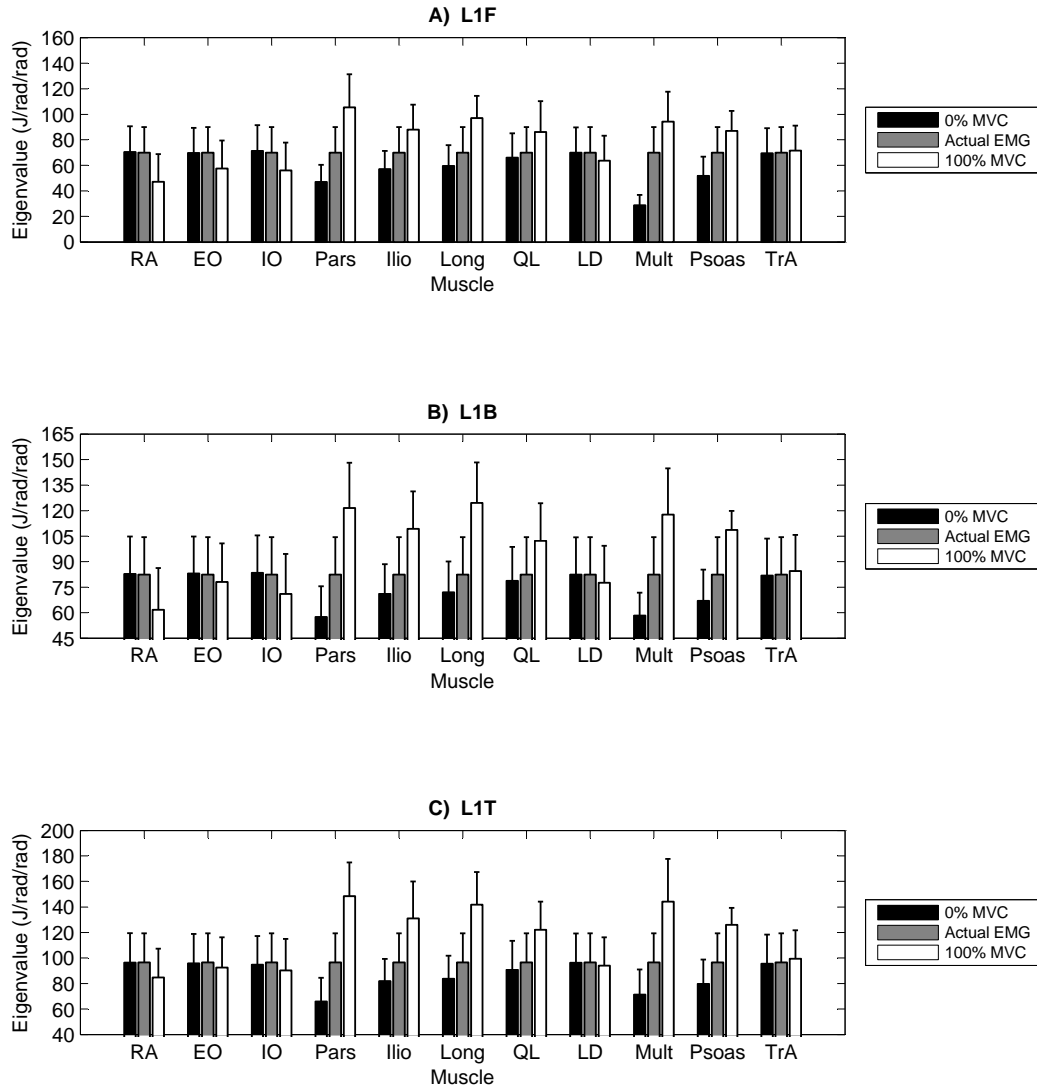 A) L1F
160
140
120
100
80
60
40
20
0
Eigenvalue (J/rad/rad)
RA EO IO Pars Ilio Long QL LD Mult Psoas TrA
Muscle
0% MVC
Actual EMG
100% MVC
B) L1B
165
150
135
120
105
90
75
60
45
Eigenvalue (J/rad/rad)
RA EO IO Pars Ilio Long QL LD Mult Psoas TrA
Muscle
0% MVC
Actual EMG
100% MVC
C) L1T
200
180
160
140
120
100
80
60
40
Eigenvalue (J/rad/rad)
RA EO IO Pars Ilio Long QL LD Mult Psoas TrA
Muscle
0% MVC
Actual EMG
100% MVC